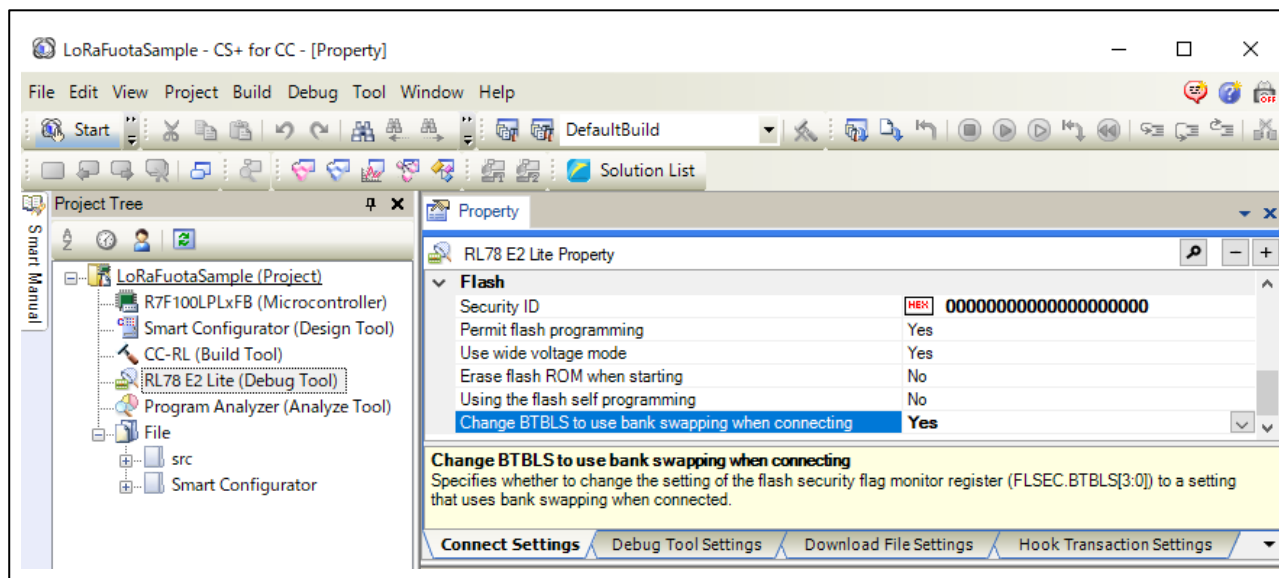 LoRaFuotaSample - CS+ for CC - [Property]
File Edit View Project Build Debug Tool Window Help
OFF
Start DefaultBuild
Solution List
Smart Manual
Project Tree
LoRaFuotaSample (Project)
R7F100LPLxFB (Microcontroller)
Smart Configurator (Design Tool)
CC-RL (Build Tool)
RL78 E2 Lite (Debug Tool)
Program Analyzer (Analyze Tool)
File
src
Smart Configurator
Property
RL78 E2 Lite Property
Flash
Security ID HEX 00000000000000000000
Permit flash programming Yes
Use wide voltage mode Yes
Erase flash ROM when starting No
Using the flash self programming No
Change BTBLS to use bank swapping when connecting Yes
Change BTBLS to use bank swapping when connecting
Specifies whether to change the setting of the flash security flag monitor register (FLSEC.BTBLS[3:0]) to a setting
that uses bank swapping when connected.
Connect Settings Debug Tool Settings Download File Settings Hook Transaction Settings